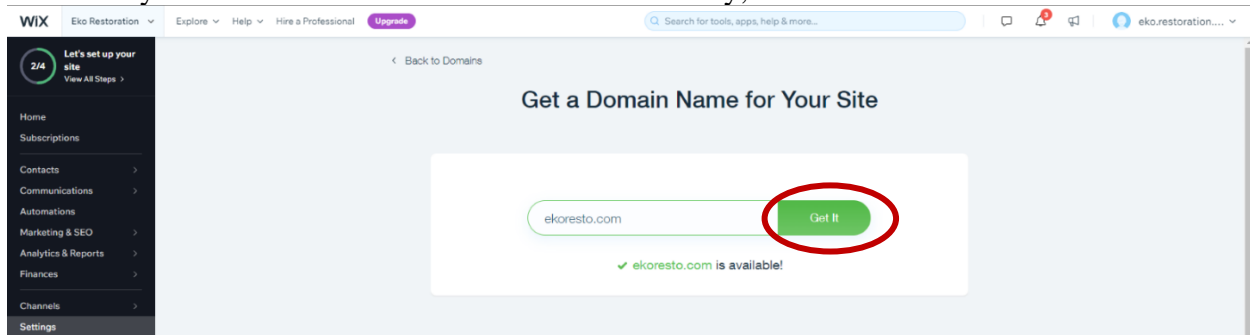 WiX Eko Restoration Explore Help Hire a Professional Upgrade Search for tools, apps, help & more... 3 eko.restoration....
2/4 Let's set up your
site
View All Steps >
< Back to Domains
Get a Domain Name for Your Site
Home
Subscriptions
Contacts >
Communications >
Automations
Marketing & SEO >
Analytics & Reports >
Finances >
Channels >
Settings
ekoresto.com Get It
✔ ekoresto.com is available!